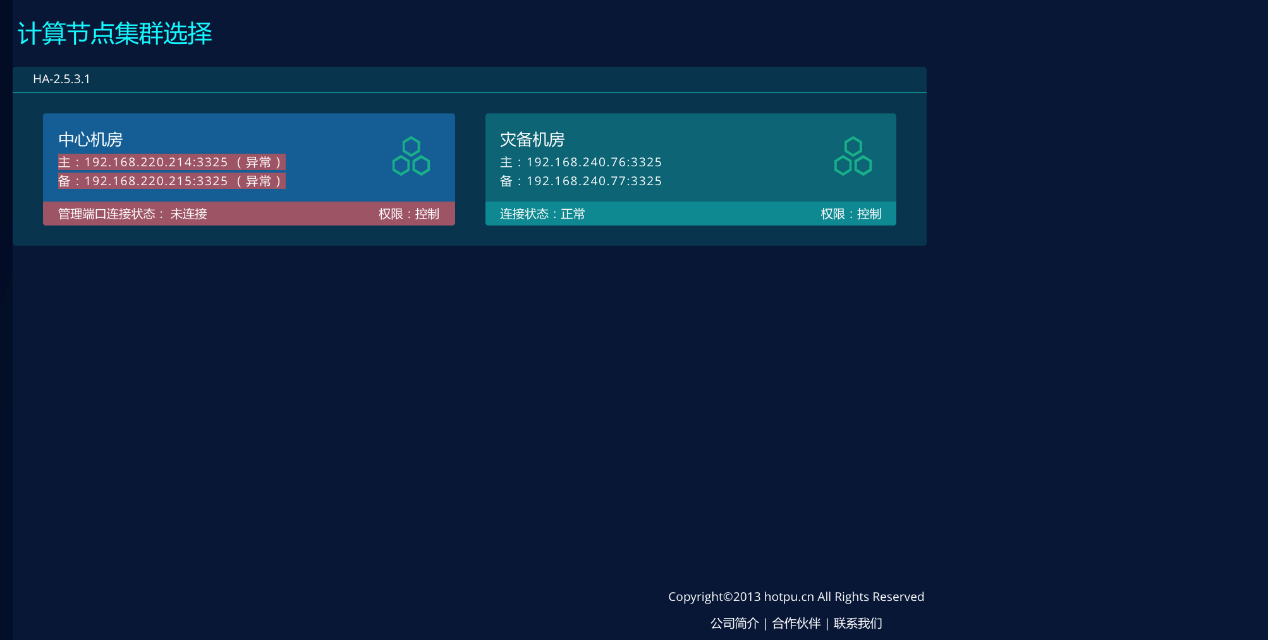 计算节点集群选择
HA-2.5.3.1
中心机房
主：192.168.220.214:3325 （ 异常 ）
备：192.168.220.215:3325 （ 异常 ）
管理端口连接状态： 未连接 权限：控制
灾备机房
主：192.168.240.76:3325
备：192.168.240.77:3325
连接状态：正常 权限：控制
Copyright©2013 hotpu.cn All Rights Reserved
公司简介 | 合作伙伴 | 联系我们